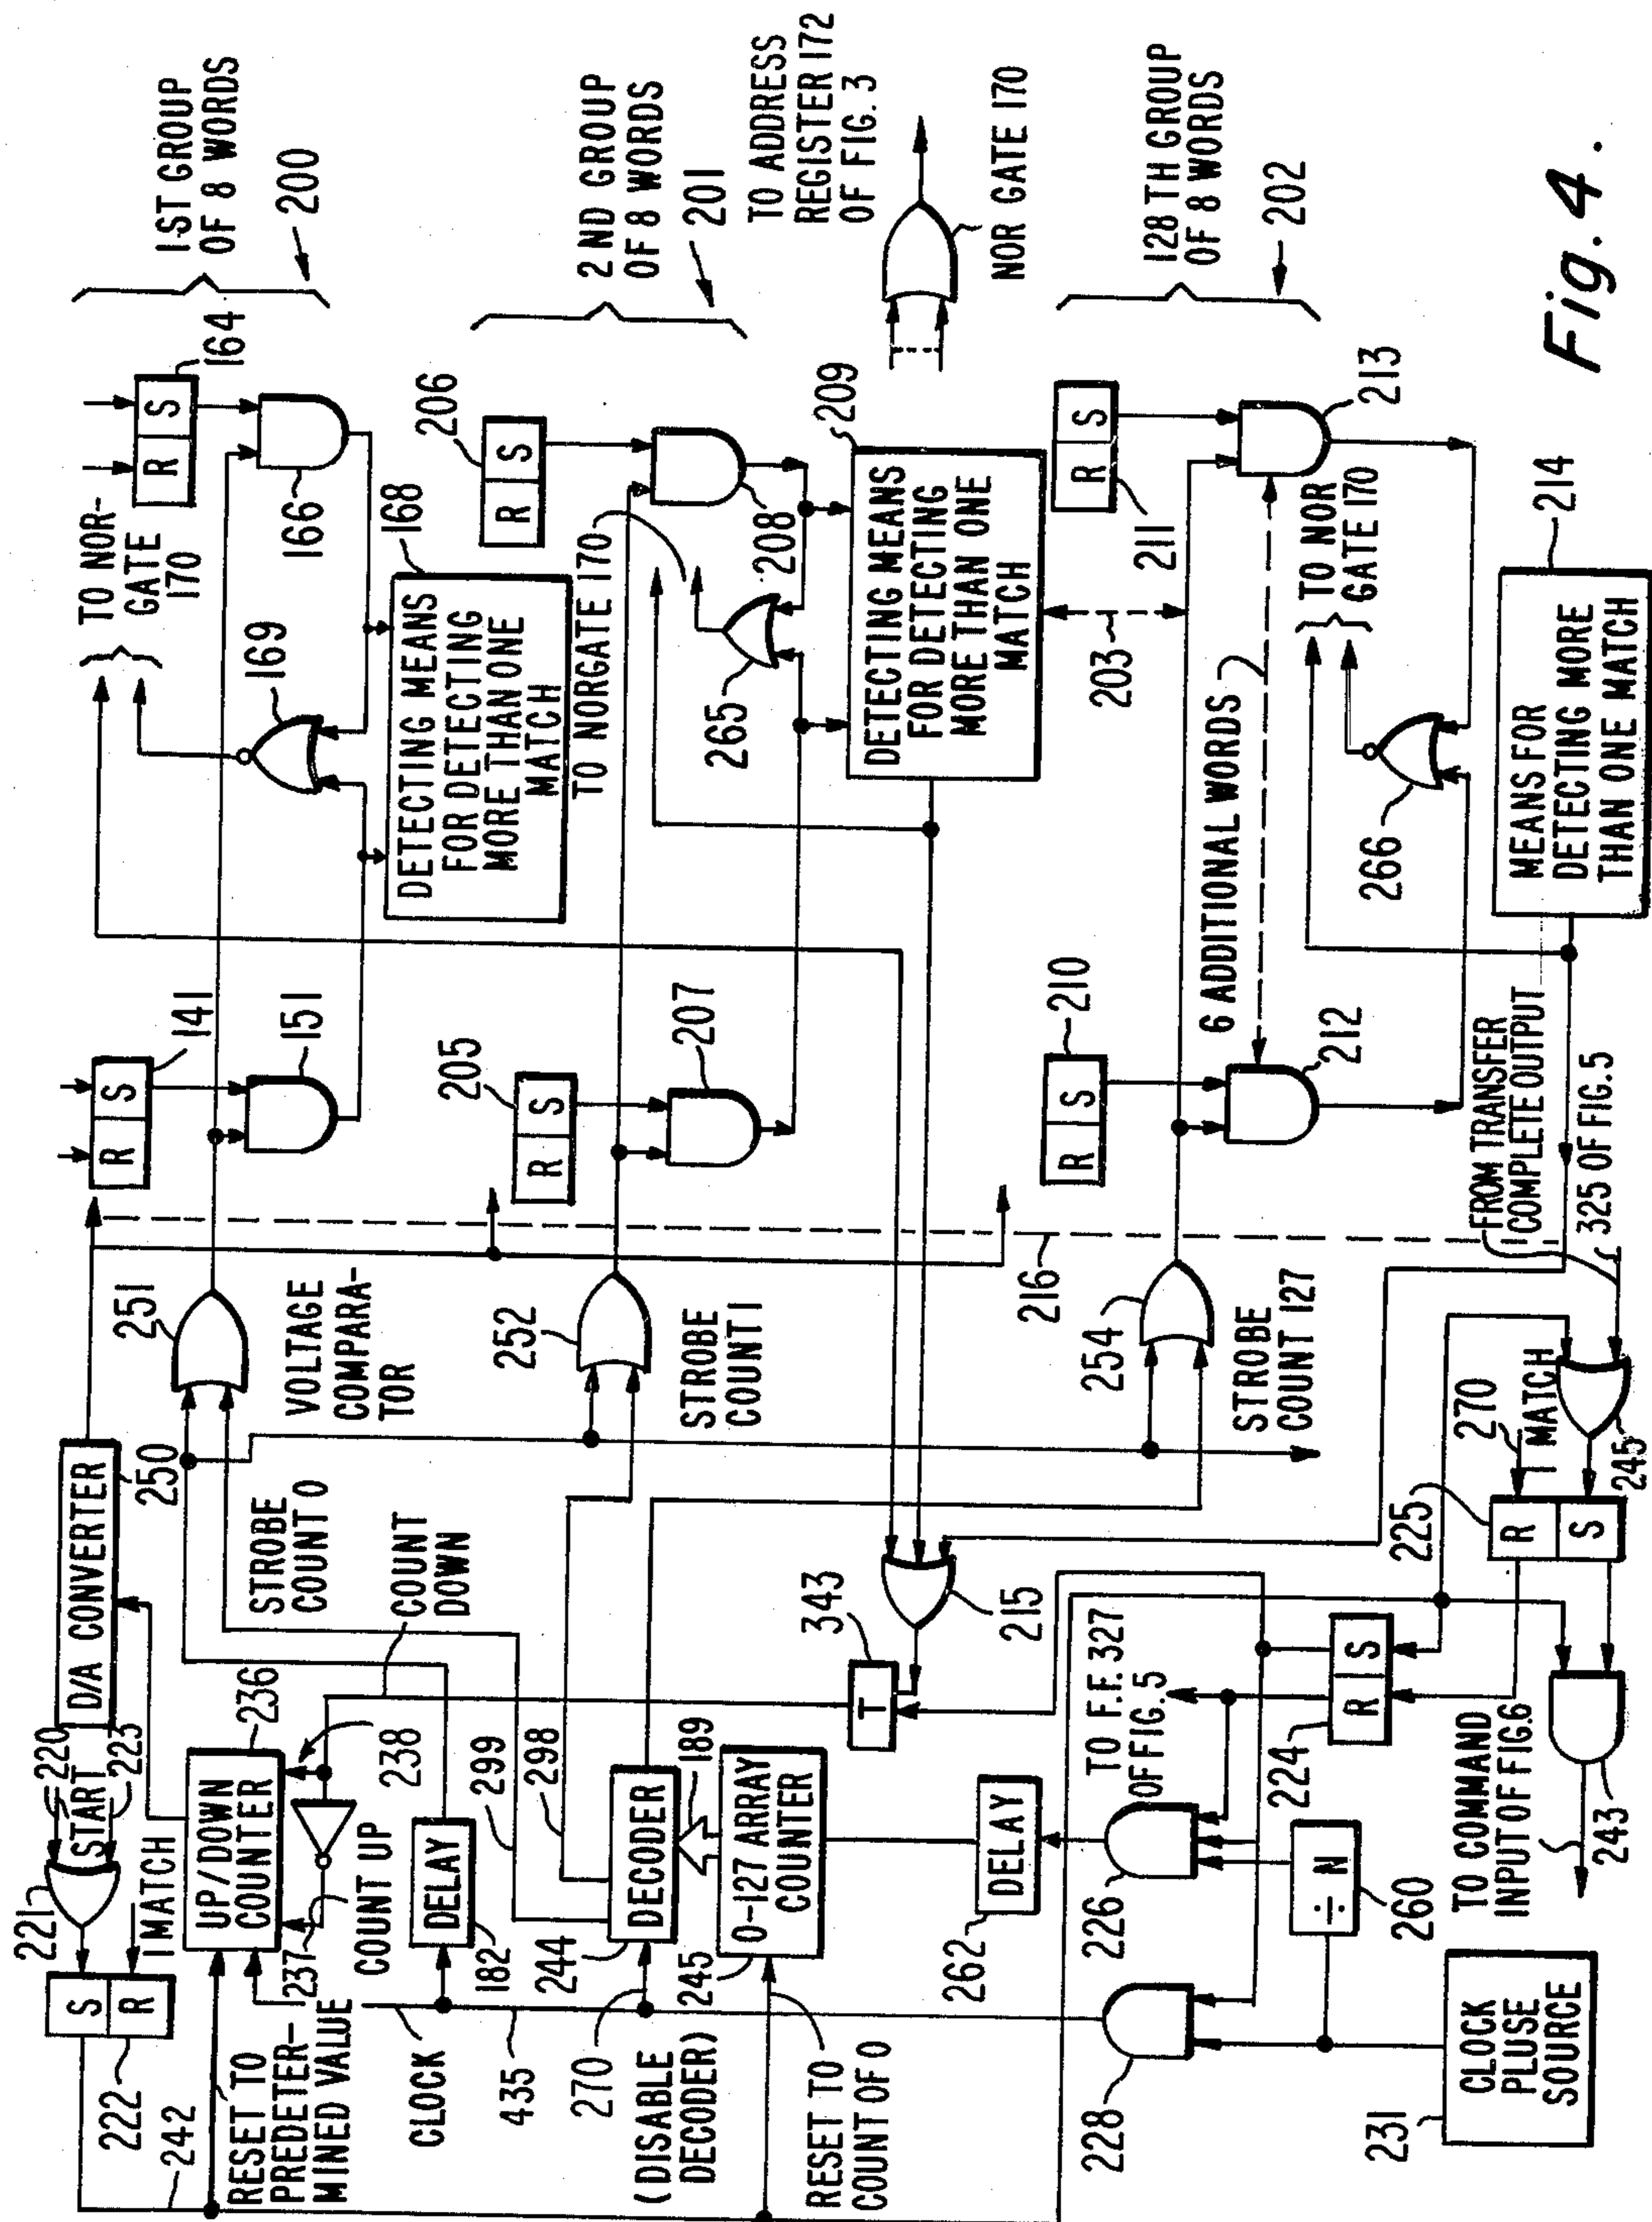 1ST GROUP
OF 8 WORDS
200
2 ND GROUP
OF 8 WORDS
201
TO ADDRESS
REGISTER 172
OF FIG. 3
NOR GATE 170
128 TH GROUP
OF 8 WORDS
202
Fig. 4.
TO NOR-
GATE
170
R S
164
166
168
169
DETECTING MEANS
FOR DETECTING
MORE THAN ONE
MATCH
TO NORGATE 170
206
R S
208
209
265
DETECTING MEANS
FOR DETECTING
MORE THAN ONE
MATCH
203
R S
211
213
6 ADDITIONAL WORDS
TO NOR
GATE 170
266
214
MEANS FOR
DETECTING MORE
THAN ONE MATCH
R S
141
151
205
R S
207
210
R S
212
216
FROM TRANSFER
COMPLETE OUTPUT
325 OF FIG. 5
D/A CONVERTER
250
251
VOLTAGE
COMPARA-
TOR
STROBE
COUNT 0
COUNT
DOWN
252
STROBE
COUNT 1
254
STROBE
COUNT 127
270
1 MATCH
245
225
R
S
215
343
T
220
START
223
221
1 MATCH
S
R
222
242
UP/DOWN
COUNTER
236
238
237
COUNT UP
RESET TO
PREDETER-
MINED VALUE
CLOCK
435
DELAY
182
299
298
DECODER
244
270
(DISABLE
DECODER)
189
0-127 ARRAY
COUNTER
245
RESET TO
COUNT OF 0
DELAY
262
226
228
TO F.F. 327
OF FIG. 5
224
R S
÷ N
260
TO COMMAND
INPUT OF FIG.6
243
CLOCK
PLUSE
SOURCE
231